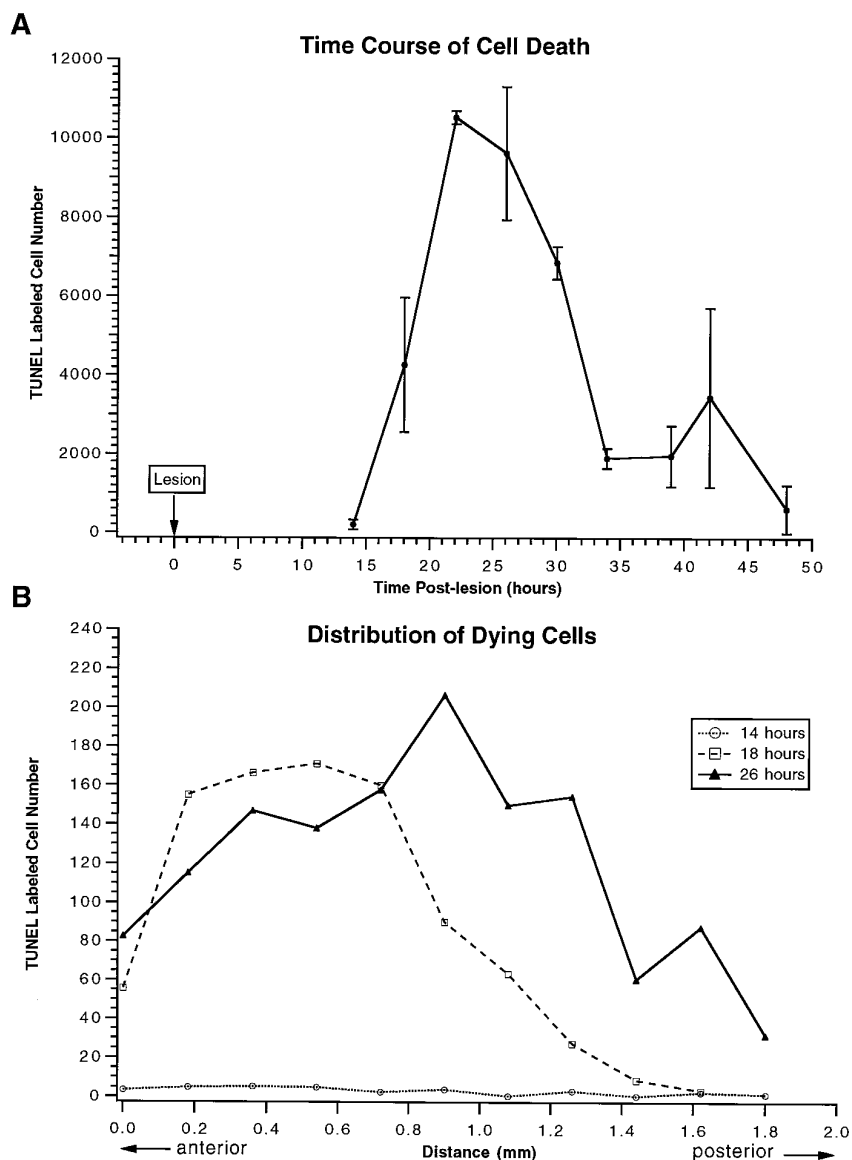 A
Time Course of Cell Death
12000
10000
8000
6000
4000
2000
0
TUNEL Labeled Cell Number
Lesion
0 5 10 15 20 25 30 35 40 45 50
Time Post-lesion (hours)
B
Distribution of Dying Cells
240
220
200
180
160
140
120
100
80
60
40
20
0
TUNEL Labeled Cell Number
14 hours
18 hours
26 hours
0.0 0.2 0.4 0.6 0.8 1.0 1.2 1.4 1.6 1.8 2.0
anterior Distance (mm) posterior